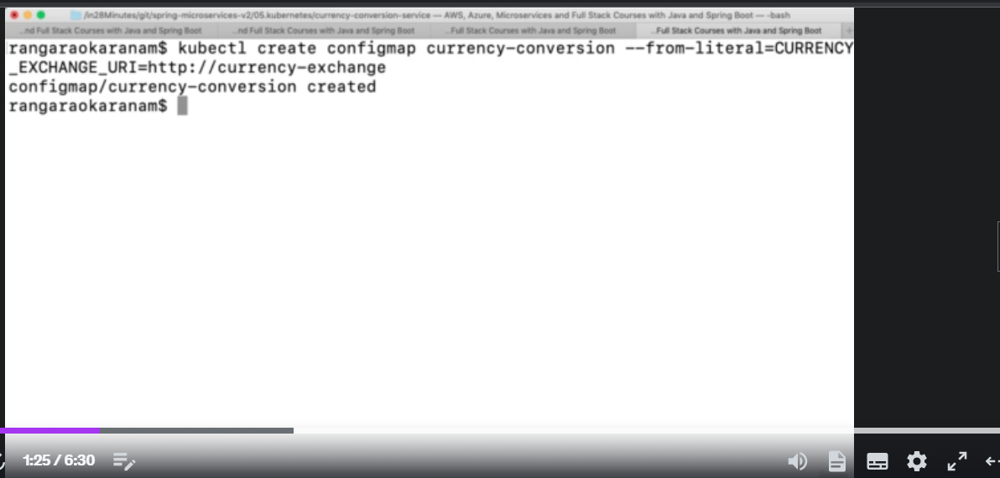 /in28Minutes/git/spring-microservices-v2/05.kubernetes/currency-conversion-service — AWS, Azure, Microservices and Full Stack Courses with Java and Spring Boot — -bash
...nd Full Stack Courses with Java and Spring Boot ...nd Full Stack Courses with Java and Spring Boot ...Full Stack Courses with Java and Spring Boot ...Full Stack Courses with Java and Spring Boot
rangaraokaranam$ kubectl create configmap currency-conversion --from-literal=CURRENCY
_EXCHANGE_URI=http://currency-exchange
configmap/currency-conversion created
rangaraokaranam$
1:25 / 6:30